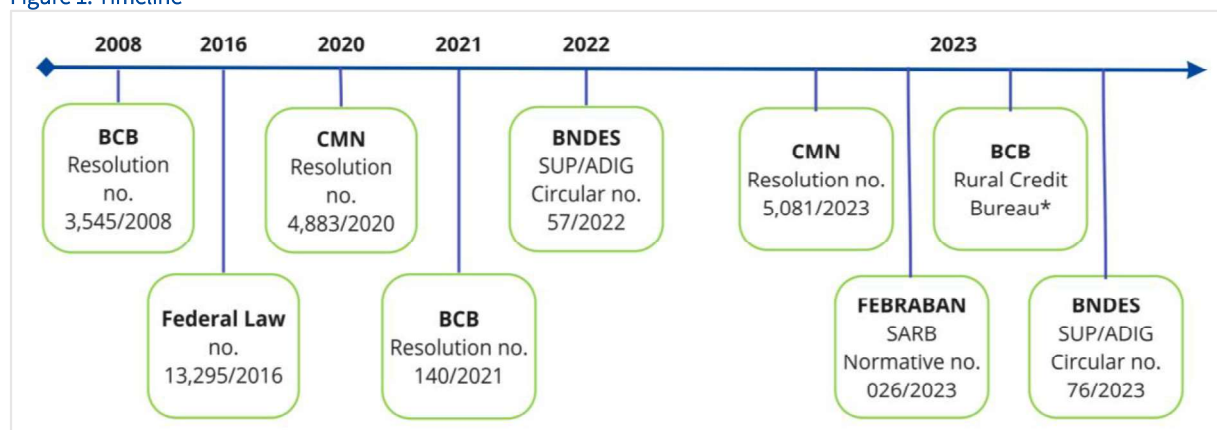 Figure 1. Timeline
2008
2016
2020
2021
2022
2023
BCB
Resolution
no.
3,545/2008
Federal Law
no.
13,295/2016
CMN
Resolution
no.
4,883/2020
BCB
Resolution no.
140/2021
BNDES
SUP/ADIG
Circular no.
57/2022
CMN
Resolution no.
5,081/2023
FEBRABAN
SARB
Normative no.
026/2023
BCB
Rural Credit
Bureau*
BNDES
SUP/ADIG
Circular no.
76/2023